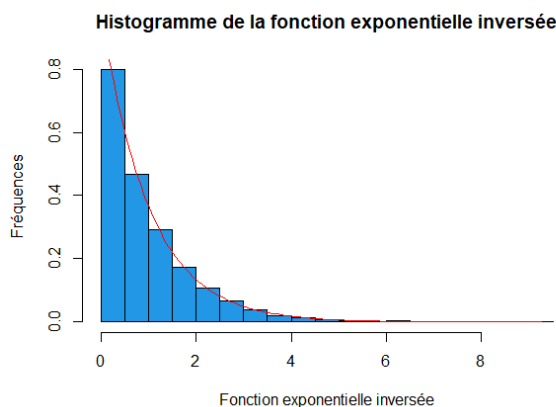 Histogramme de la fonction exponentielle inversée
Fréquences
0.8
0.6
0.4
0.2
0.0
0 2 4 6 8
Fonction exponentielle inversée